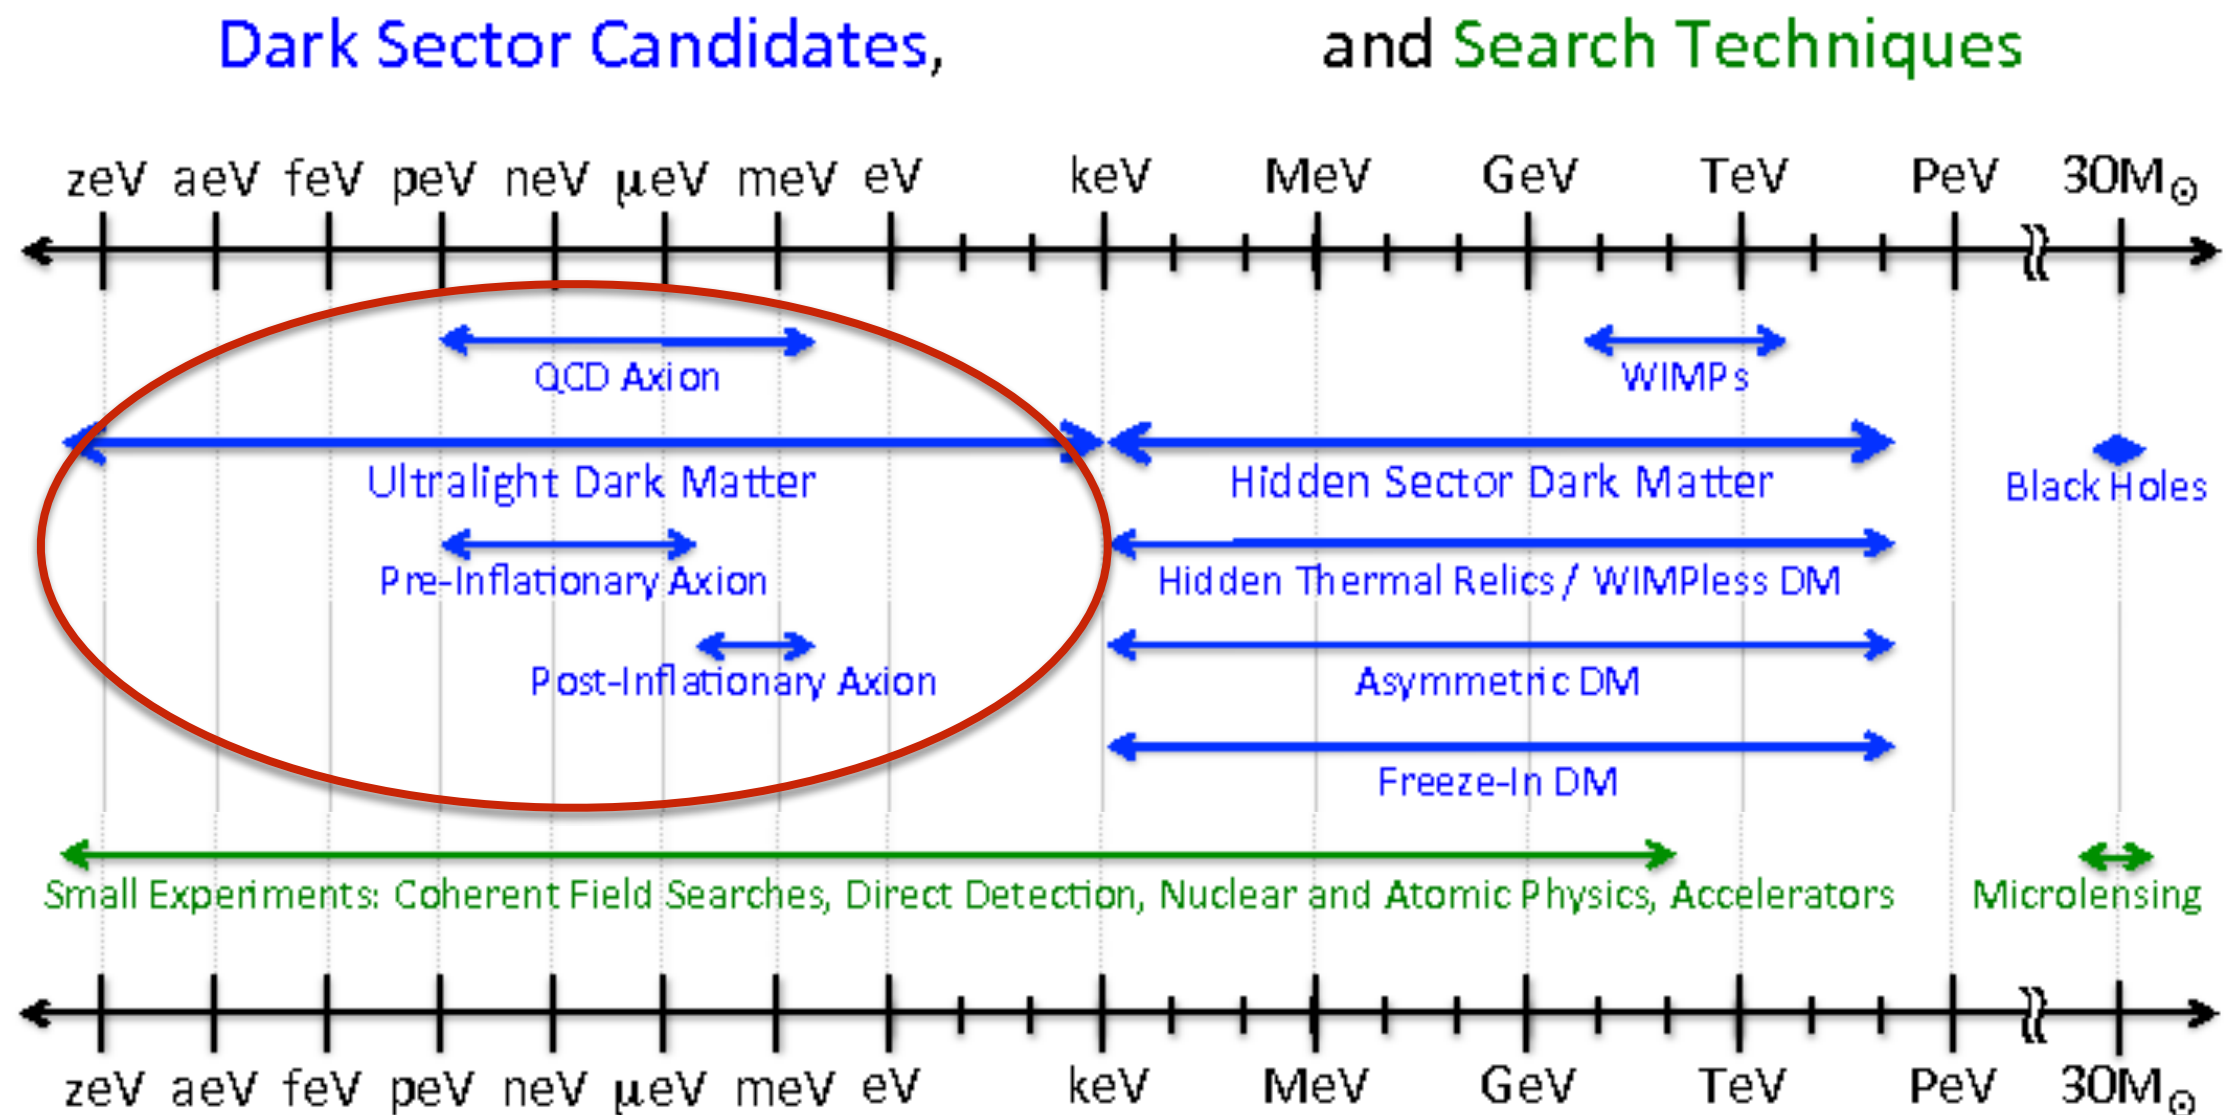 Dark Sector Candidates, and Search Techniques
zeV aeV feV peV neV μeV meV eV keV MeV GeV TeV PeV 30M⊙
QCD Axion WIMPs
Ultralight Dark Matter Hidden Sector Dark Matter Black Holes
Pre-Inflationary Axion Hidden Thermal Relics / WIMPless DM
Post-Inflationary Axion Asymmetric DM
Freeze-In DM
Small Experiments: Coherent Field Searches, Direct Detection, Nuclear and Atomic Physics, Accelerators Microlensing
zeV aeV feV peV neV μeV meV eV keV MeV GeV TeV PeV 30M⊙